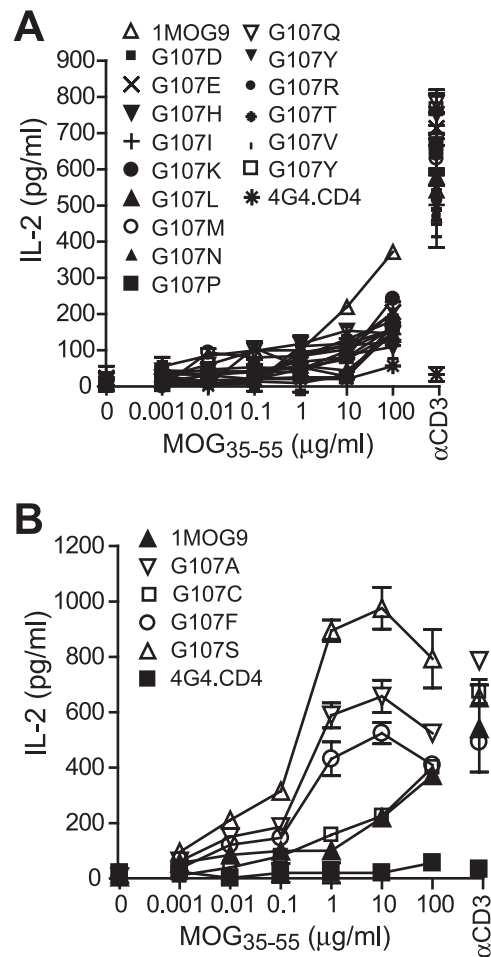 A
1MOG9
G107D
G107E
G107H
G107I
G107K
G107L
G107M
G107N
G107P
G107Q
G107Y
G107R
G107T
G107V
G107Y
4G4.CD4
900
800
700
600
500
400
300
200
100
0
IL-2 (pg/ml)
0 0.001 0.01 0.1 1 10 100 αCD3
MOG35-55 (μg/ml)
B
1MOG9
G107A
G107C
G107F
G107S
4G4.CD4
1200
1000
800
600
400
200
0
IL-2 (pg/ml)
0 0.001 0.01 0.1 1 10 100 αCD3
MOG35-55 (μg/ml)